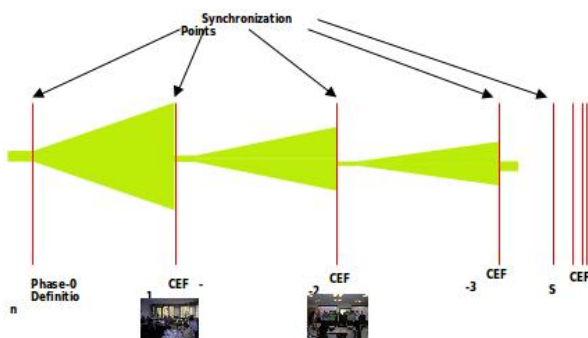 Synchronization
Points
Phase-0
Definitio
n
CEF -
1
CEF
-2
CEF
-3
S
CEF